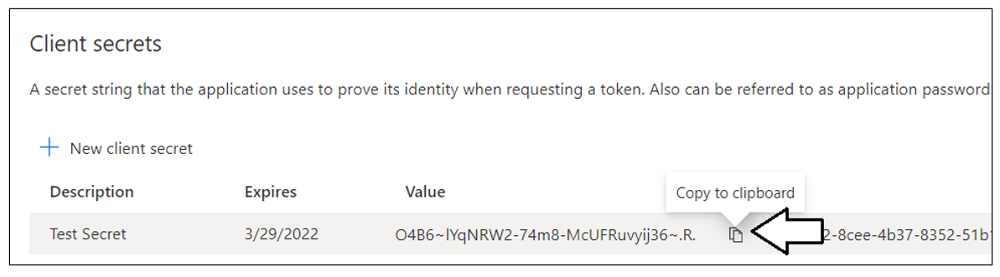 Client secrets
A secret string that the application uses to prove its identity when requesting a token. Also can be referred to as application password
New client secret
Description Expires Value
Copy to clipboard
Test Secret 3/29/2022 O4B6~lYqNRW2-74m8-McUFRuvyij36~.R. 2-8cee-4b37-8352-51b